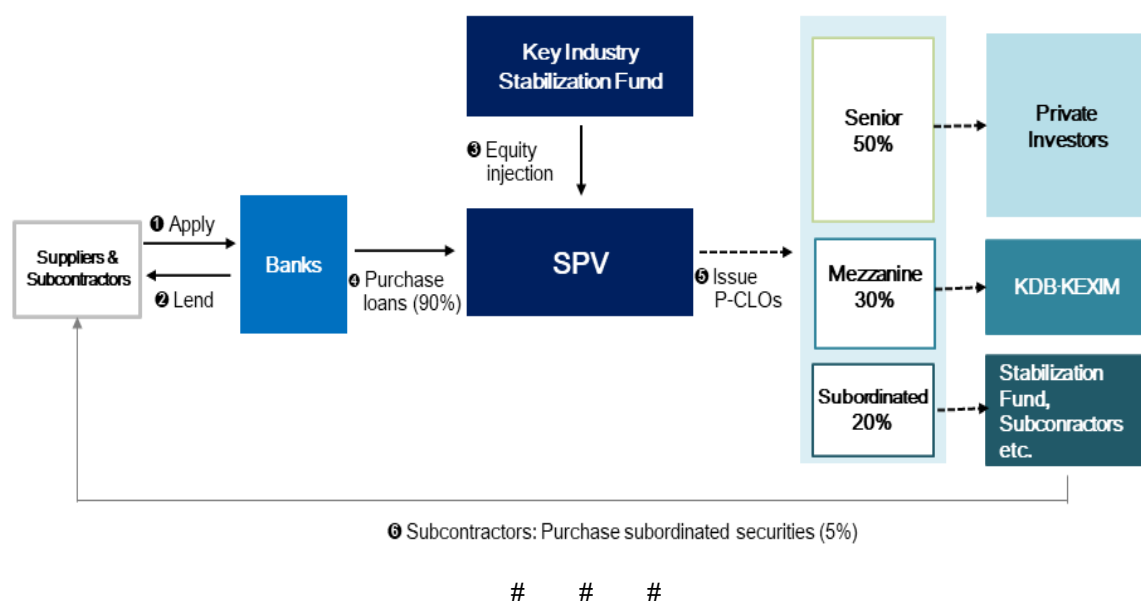 Key Industry
Stabilization Fund
Senior
50%
Private
Investors
❸ Equity
injection
❶ Apply
Suppliers &
Subcontractors
Banks
❹ Purchase
loans (90%)
SPV
❺ Issue
P-CLOs
Mezzanine
30%
KDB·KEXIM
❷ Lend
Subordinated
20%
Stabilization
Fund,
Subconractors
etc.
❻ Subcontractors: Purchase subordinated securities (5%)
# # #